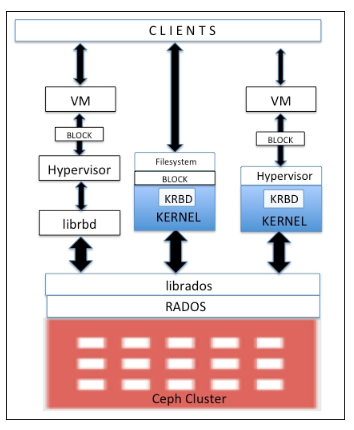 CLIENTS
VM
BLOCK
Hypervisor
librbd
Filesystem
BLOCK
KRBD
KERNEL
VM
BLOCK
Hypervisor
KRBD
KERNEL
librados
RADOS
Ceph Cluster